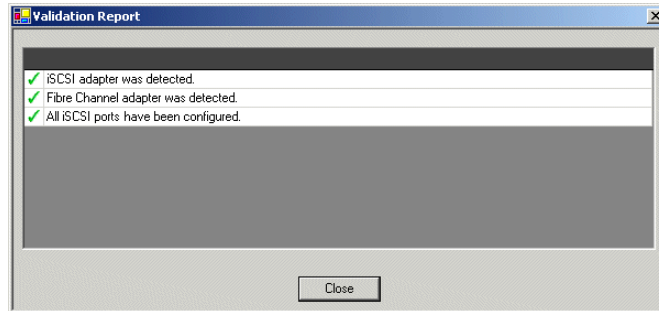 Validation Report
iSCSI adapter was detected.
Fibre Channel adapter was detected.
All iSCSI ports have been configured.
Close